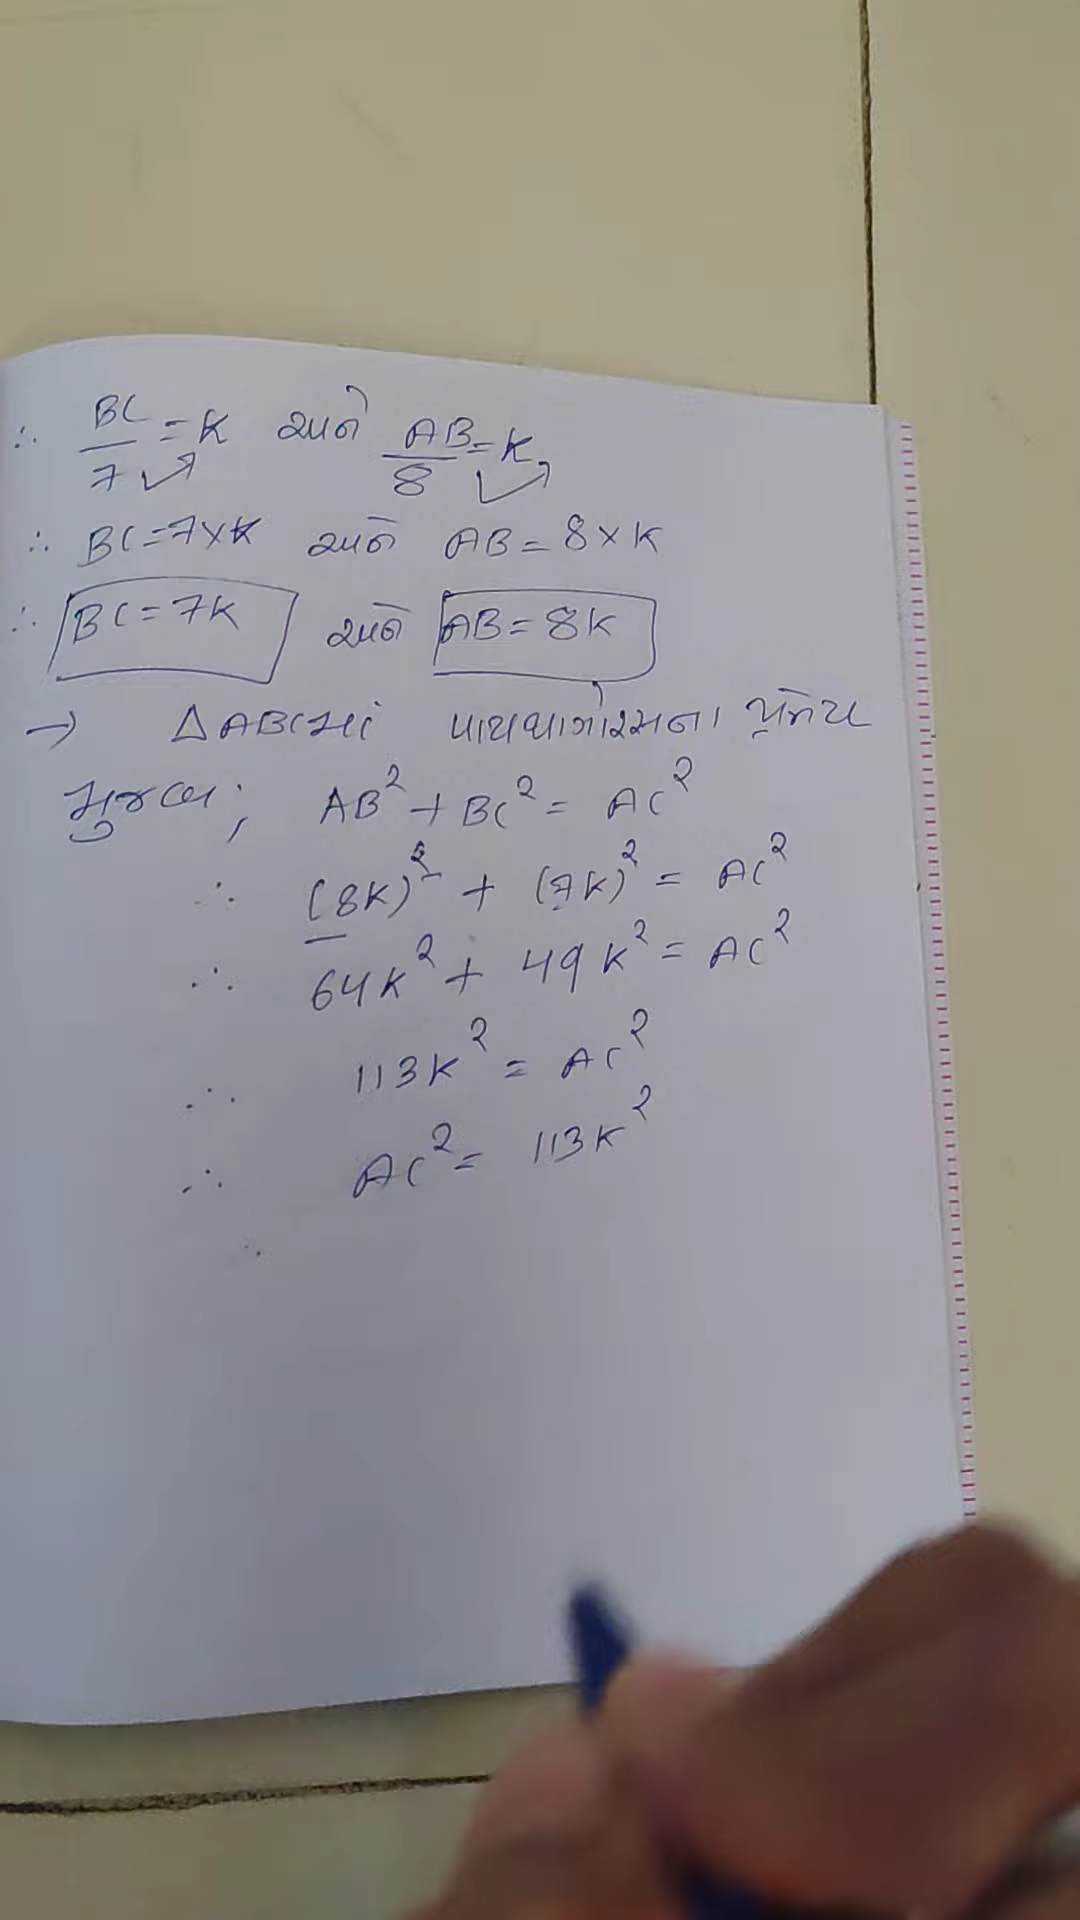 ∴ BC/7 = K અને AB/8 = K
∴ BC = 7×K અને AB = 8×K
∴ BC = 7K અને AB = 8K
→ △ABCમાં પાયથાગોરસના પ્રમેય
મુજબ; AB² + BC² = AC²
∴ (8K)² + (7K)² = AC²
∴ 64K² + 49K² = AC²
∴ 113K² = AC²
∴ AC² = 113K²
∴